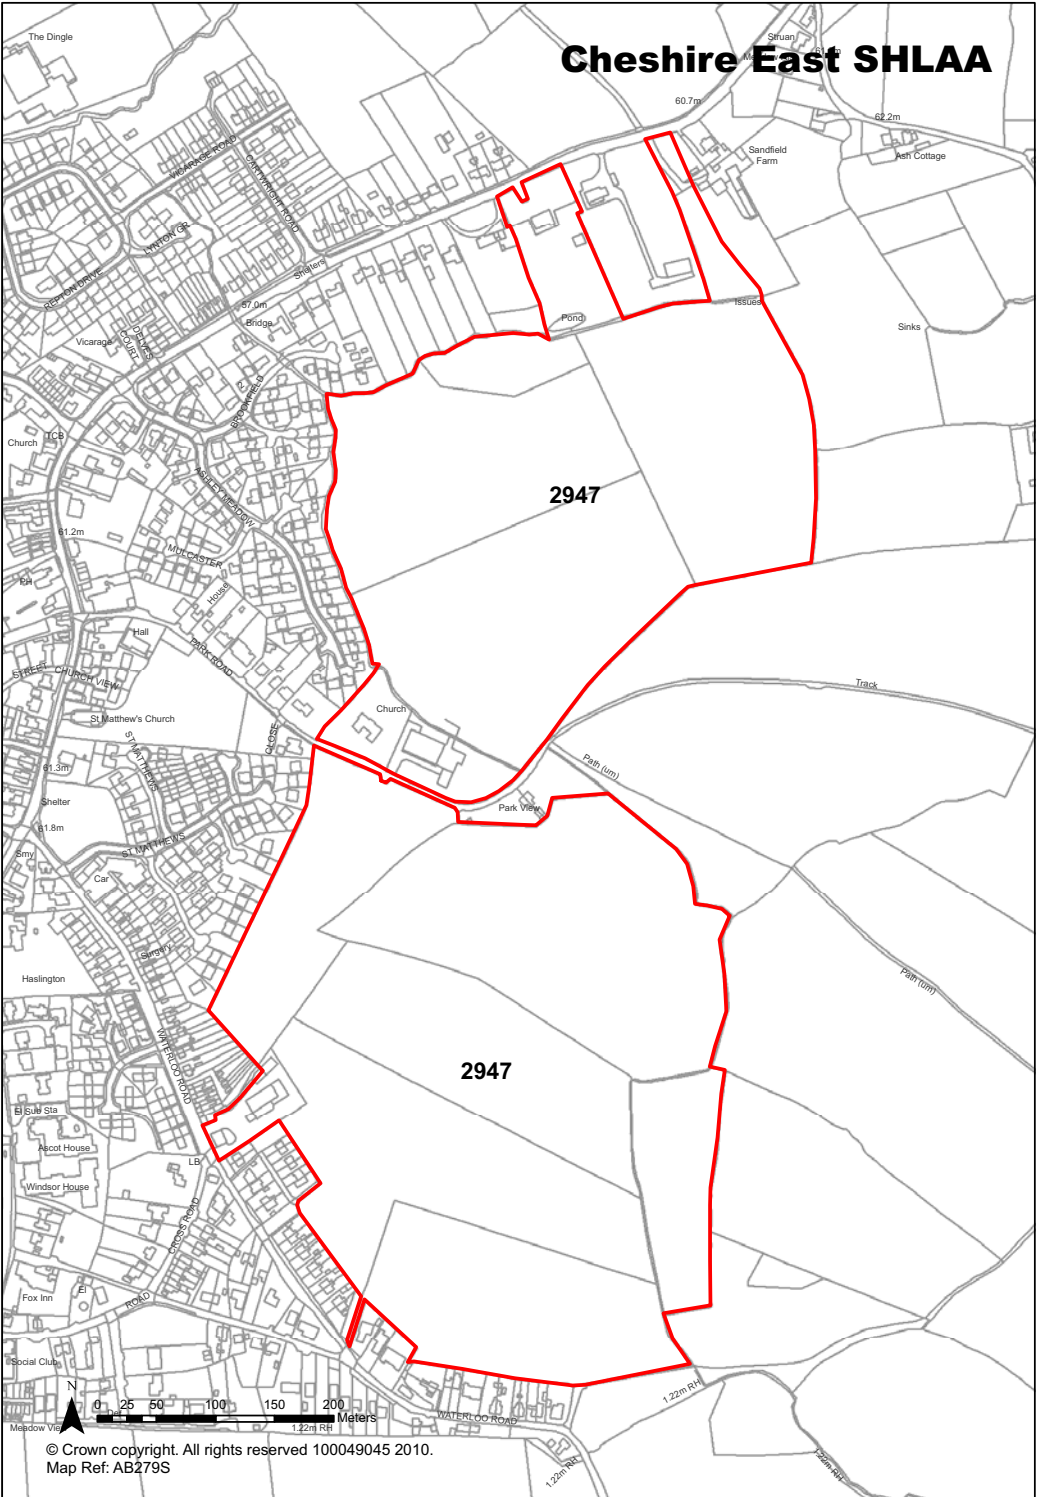 The Dingle
Cheshire East SHLAA
Struan
60.7m
62.2m
Sandfield
Farm
Ash Cottage
VICARAGE ROAD
CARTWRIGHT ROAD
LYNTON GR
REPTON DRIVE
Shelters
57.0m
Bridge
Issues
Pond
Sinks
Vicarage
DELVES
COURT
BROOKFIELD
Church
TCB
ASHLEY MEADOW
2947
61.2m
MULCASTER
PH
House
Hall
PARK ROAD
STREET
CHURCH VIEW
Track
Church
St Matthew's Church
ST MATTHEWS
CLOSE
61.3m
Path (um)
Shelter
Park View
61.8m
ST MATTHEWS
Smy
Car
Surgery
Haslington
Path (um)
WATERLOO ROAD
2947
El Sub Sta
Ascot House
LB
Windsor House
CROSS ROAD
Fox Inn
El
ROAD
Social Club
1.22m RH
N
0 25 50 100 150 200
Meters
WATERLOO ROAD
1.22m RH
1.22m RH
1.22m RH
© Crown copyright. All rights reserved 100049045 2010.
Map Ref: AB279S